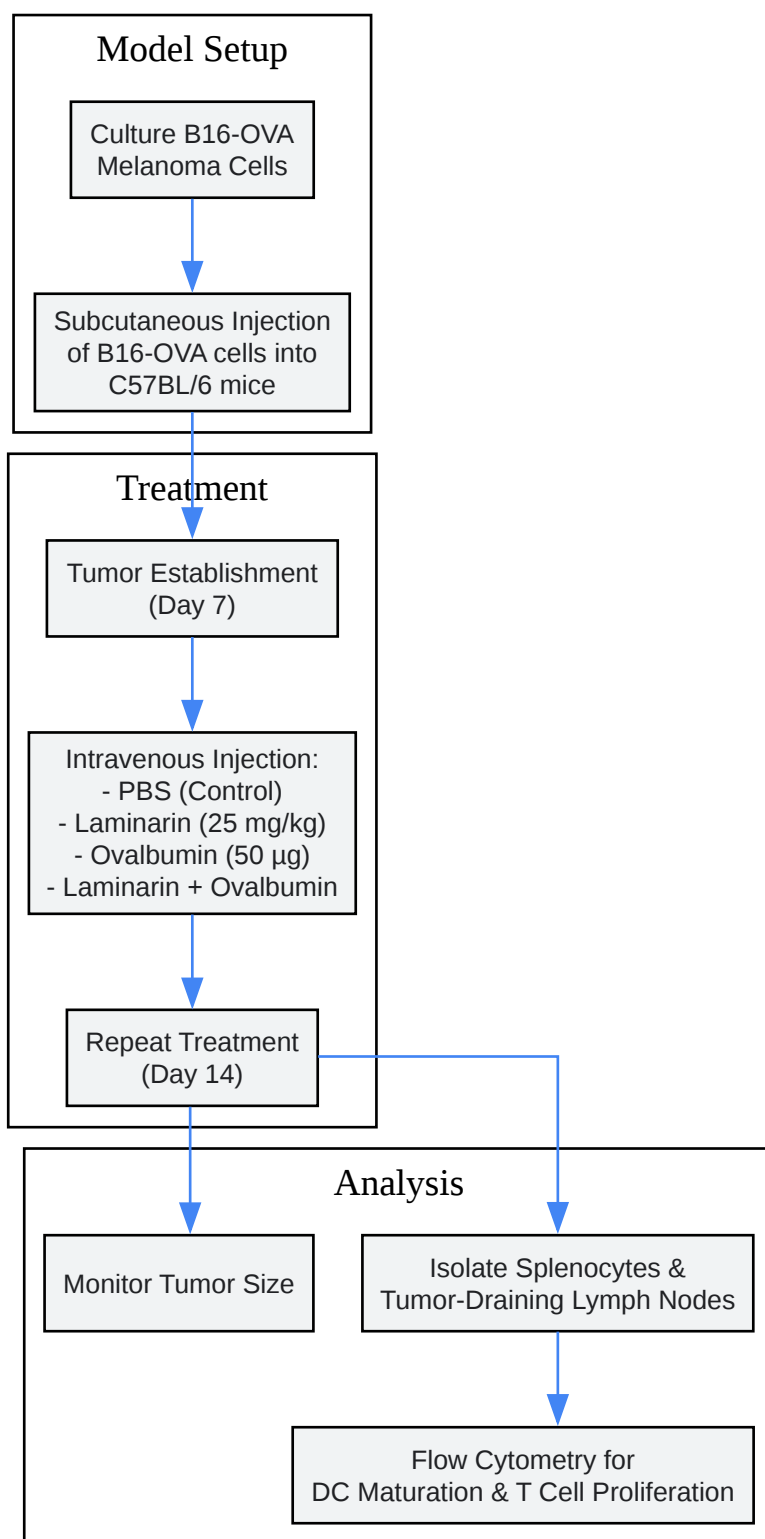 Model Setup
Culture B16-OVA
Melanoma Cells
Subcutaneous Injection
of B16-OVA cells into
C57BL/6 mice
Treatment
Tumor Establishment
(Day 7)
Intravenous Injection:
- PBS (Control)
- Laminarin (25 mg/kg)
- Ovalbumin (50 µg)
- Laminarin + Ovalbumin
Repeat Treatment
(Day 14)
Analysis
Monitor Tumor Size
Isolate Splenocytes &
Tumor-Draining Lymph Nodes
Flow Cytometry for
DC Maturation & T Cell Proliferation